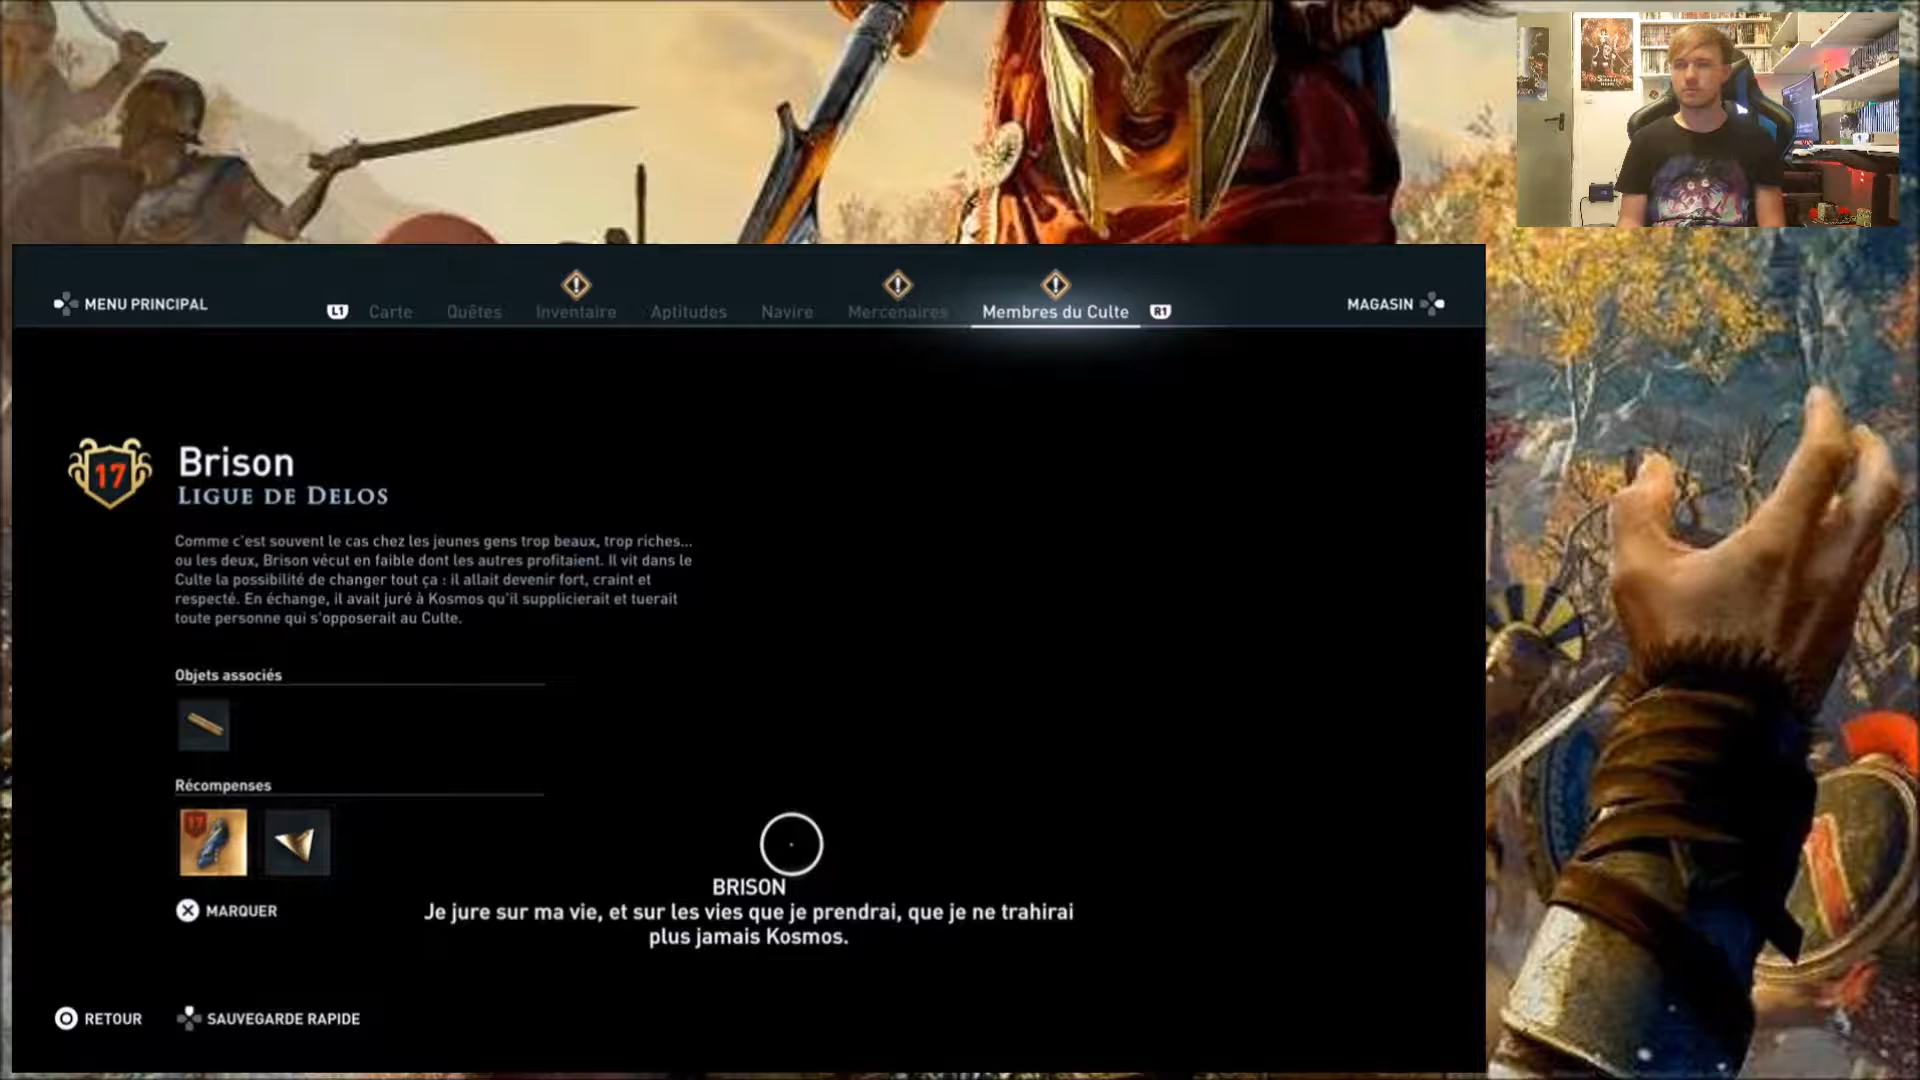 MENU PRINCIPAL
L1 Carte Quêtes Inventaire Aptitudes Navire Mercenaires Membres du Culte R1
MAGASIN
17
Brison
LIGUE DE DELOS
Comme c'est souvent le cas chez les jeunes gens trop beaux, trop riches...
ou les deux, Brison vécut en faible dont les autres profitaient. Il vit dans le
Culte la possibilité de changer tout ça : il allait devenir fort, craint et
respecté. En échange, il avait juré à Kosmos qu'il supplicierait et tuerait
toute personne qui s'opposerait au Culte.
Objets associés
Récompenses
17
MARQUER
BRISON
Je jure sur ma vie, et sur les vies que je prendrai, que je ne trahirai
plus jamais Kosmos.
RETOUR
SAUVEGARDE RAPIDE